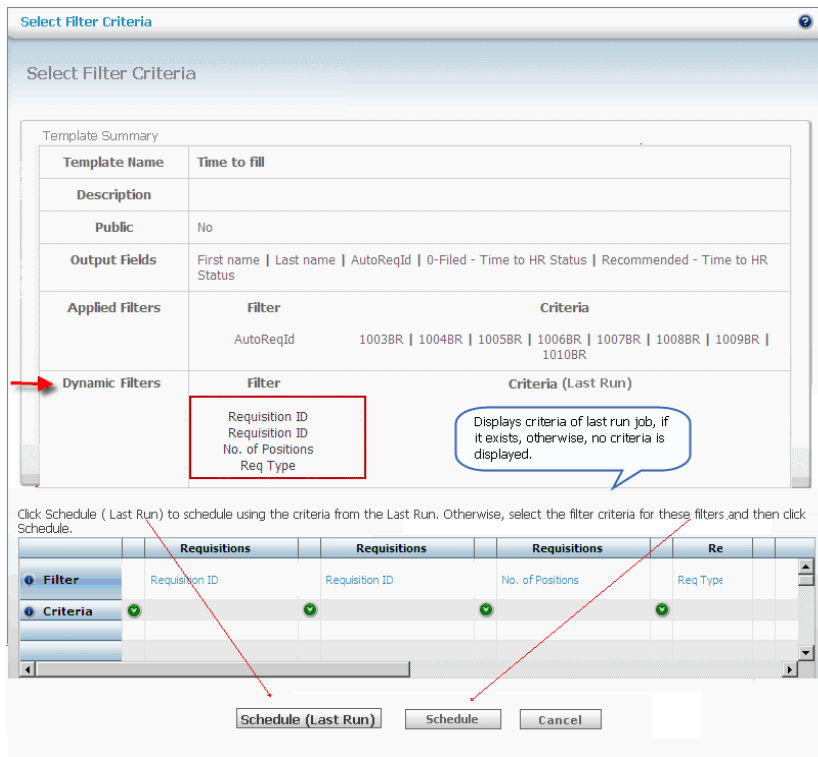 Select Filter Criteria
Select Filter Criteria
Template Summary
Template Name Time to fill
Description
Public No
Output Fields First name | Last name | AutoReqId | 0-Filed - Time to HR Status | Recommended - Time to HR
Status
Applied Filters Filter Criteria
AutoReqId 1003BR | 1004BR | 1005BR | 1006BR | 1007BR | 1008BR | 1009BR |
1010BR
Dynamic Filters Filter Criteria (Last Run)
Requisition ID
Requisition ID
No. of Positions
Req Type
Displays criteria of last run job, if
it exists, otherwise, no criteria is
displayed.
Click Schedule ( Last Run) to schedule using the criteria from the Last Run. Otherwise, select the filter criteria for these filters and then click
Schedule.
Requisitions Requisitions Requisitions Re
Filter Requisition ID Requisition ID No. of Positions Req Type
Criteria
Schedule (Last Run) Schedule Cancel